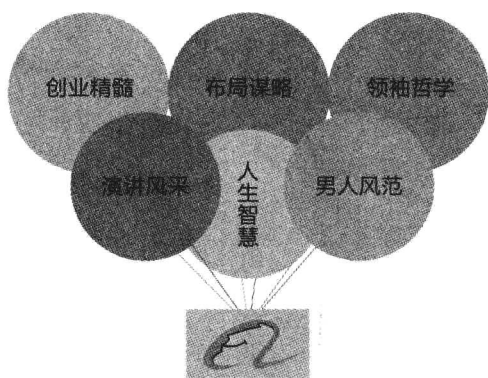 创业精髓
布局谋略
领袖哲学
演讲风采
人生智慧
男人风范